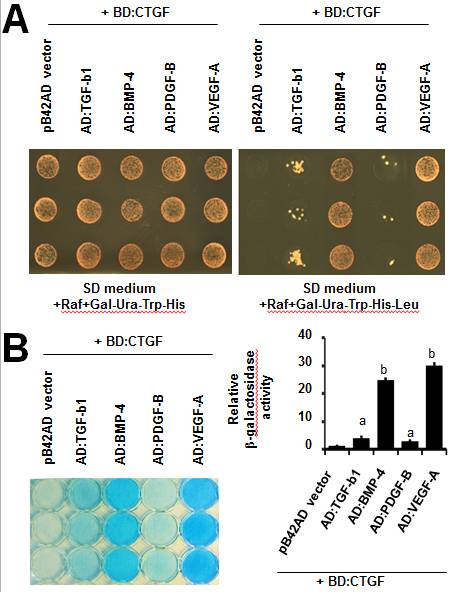 A
+ BD:CTGF
pB42AD vector
AD:TGF-b1
AD:BMP-4
AD:PDGF-B
AD:VEGF-A
SD medium
+Raf+Gal-Ura-Trp-His
+ BD:CTGF
pB42AD vector
AD:TGF-b1
AD:BMP-4
AD:PDGF-B
AD:VEGF-A
SD medium
+Raf+Gal-Ura-Trp-His-Leu
B
+ BD:CTGF
pB42AD vector
AD:TGF-b1
AD:BMP-4
AD:PDGF-B
AD:VEGF-A
Relative
β-galactosidase
activity
40
30
20
10
0
a
b
a
b
pB42AD vector
AD:TGF-b1
AD:BMP-4
AD:PDGF-B
AD:VEGF-A
+ BD:CTGF